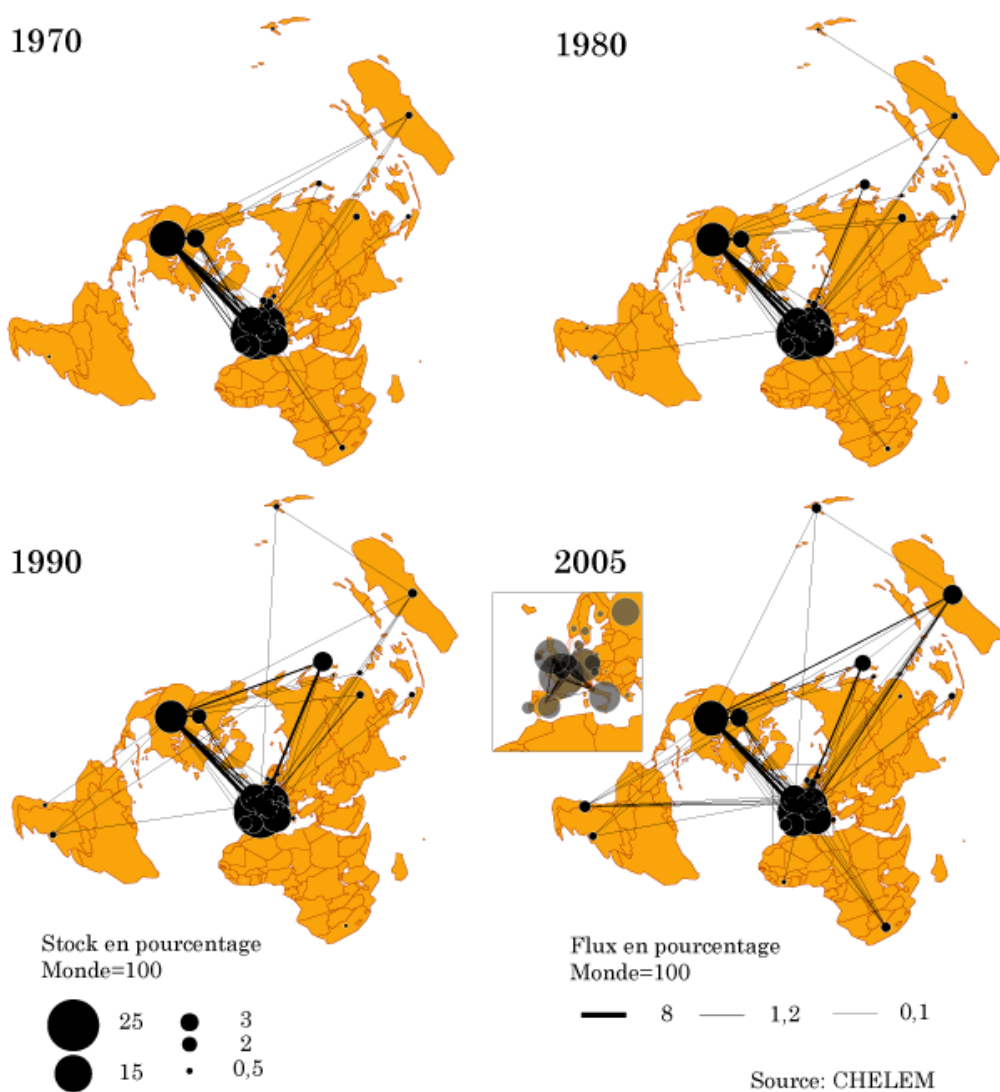 1970
1980
1990
2005
Stock en pourcentage
Monde=100
25
3
2
15
0,5
Flux en pourcentage
Monde=100
8
1,2
0,1
Source: CHELEM